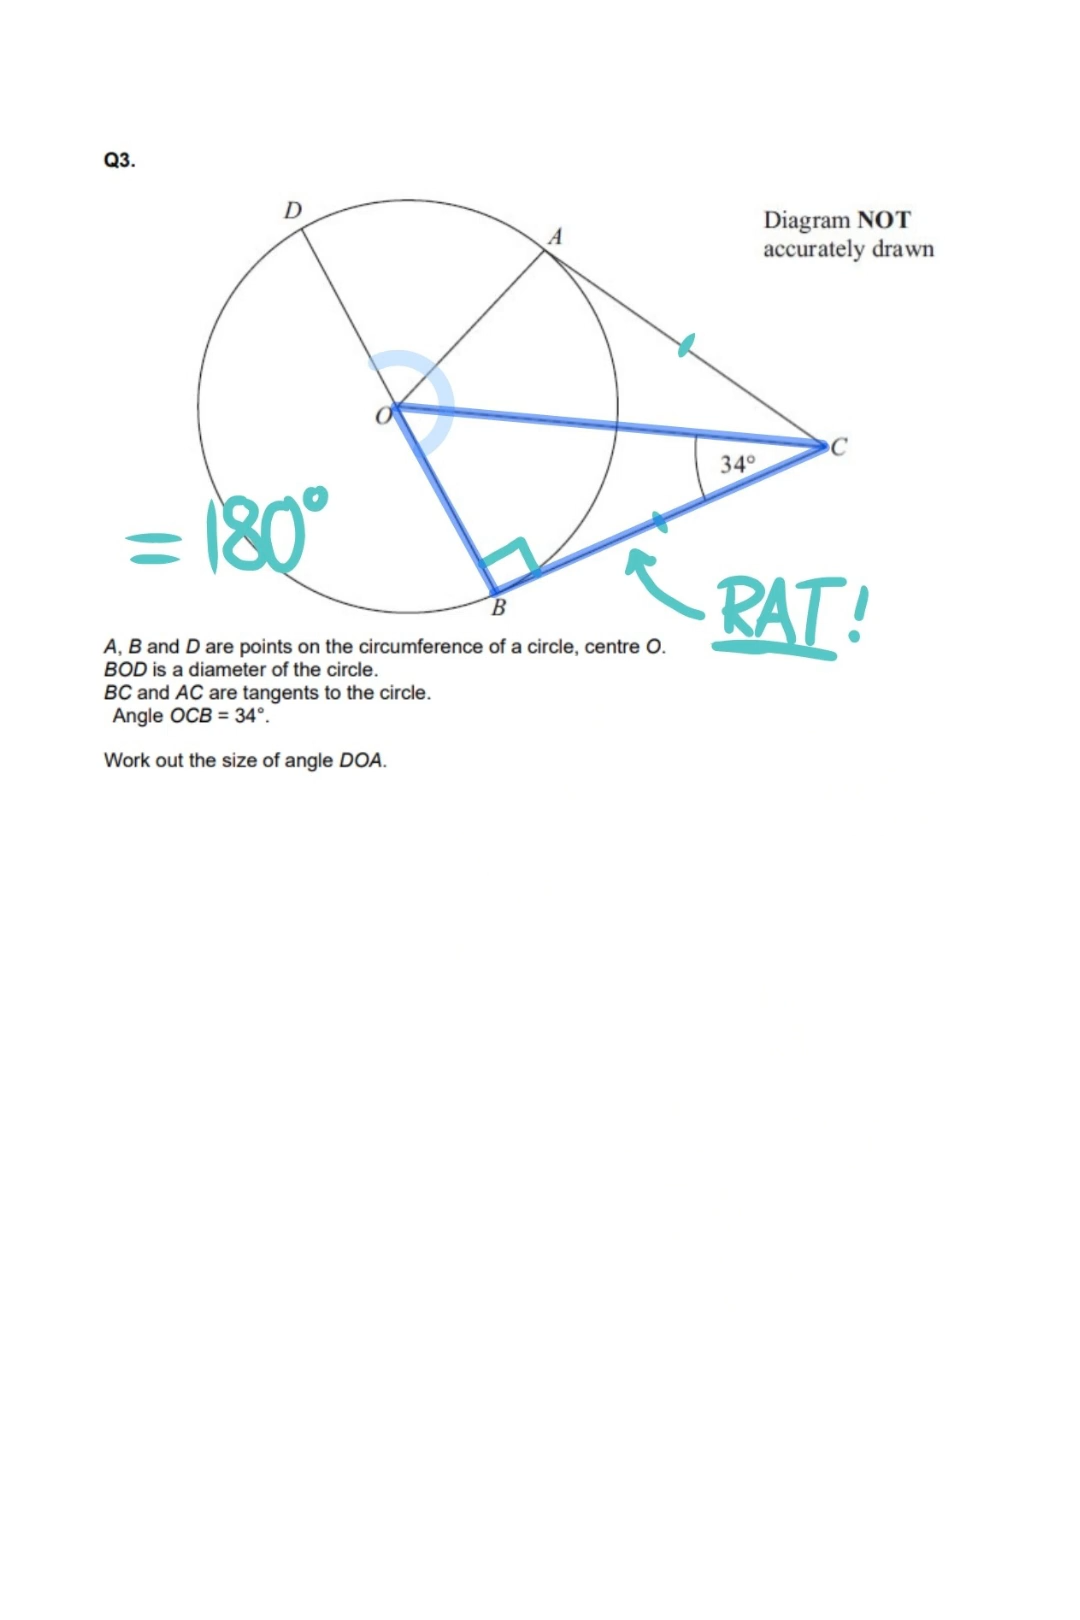 Q3.
D
A
Diagram NOT
accurately drawn
O
C
34°
= 180°
B
RAT!
A, B and D are points on the circumference of a circle, centre O.
BOD is a diameter of the circle.
BC and AC are tangents to the circle.
Angle OCB = 34°.
Work out the size of angle DOA.